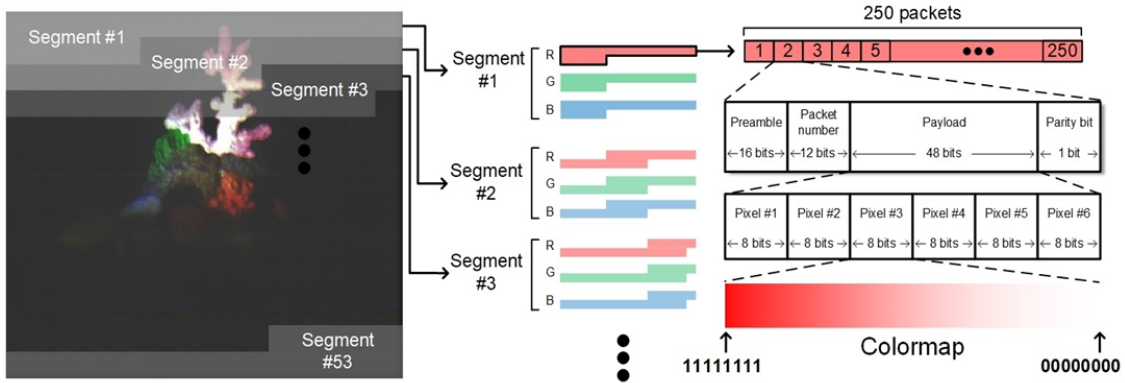 Segment #1
Segment #2
Segment #3
Segment
#53
Segment
#1
R
G
B
Segment
#2
R
G
B
Segment
#3
R
G
B
250 packets
1 2 3 4 5 ••• 250
Preamble
16 bits
Packet
number
12 bits
Payload
48 bits
Parity bit
1 bit
Pixel #1 Pixel #2 Pixel #3 Pixel #4 Pixel #5 Pixel #6
8 bits 8 bits 8 bits 8 bits 8 bits 8 bits
Colormap
11111111 00000000